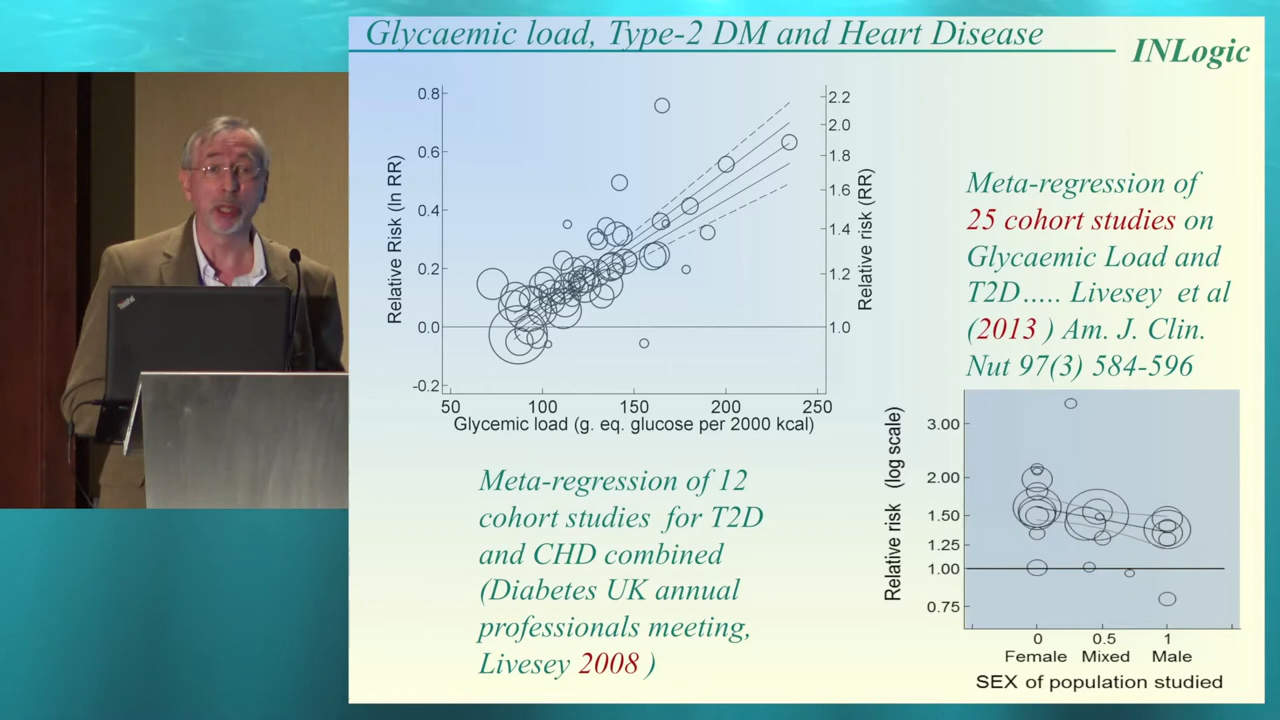 Glycaemic load, Type-2 DM and Heart Disease
INLogic
0.8
0.6
0.4
0.2
0.0
-0.2
Relative Risk (ln RR)
2.2
2.0
1.8
1.6
1.4
1.2
1.0
Relative risk (RR)
50 100 150 200 250
Glycemic load (g. eq. glucose per 2000 kcal)
Meta-regression of
25 cohort studies on
Glycaemic Load and
T2D..... Livesey et al
(2013 ) Am. J. Clin.
Nut 97(3) 584-596
Meta-regression of 12
cohort studies for T2D
and CHD combined
(Diabetes UK annual
professionals meeting,
Livesey 2008 )
Relative risk (log scale)
3.00
2.00
1.50
1.25
1.00
0.75
0 0.5 1
Female Mixed Male
SEX of population studied
ThinkPad